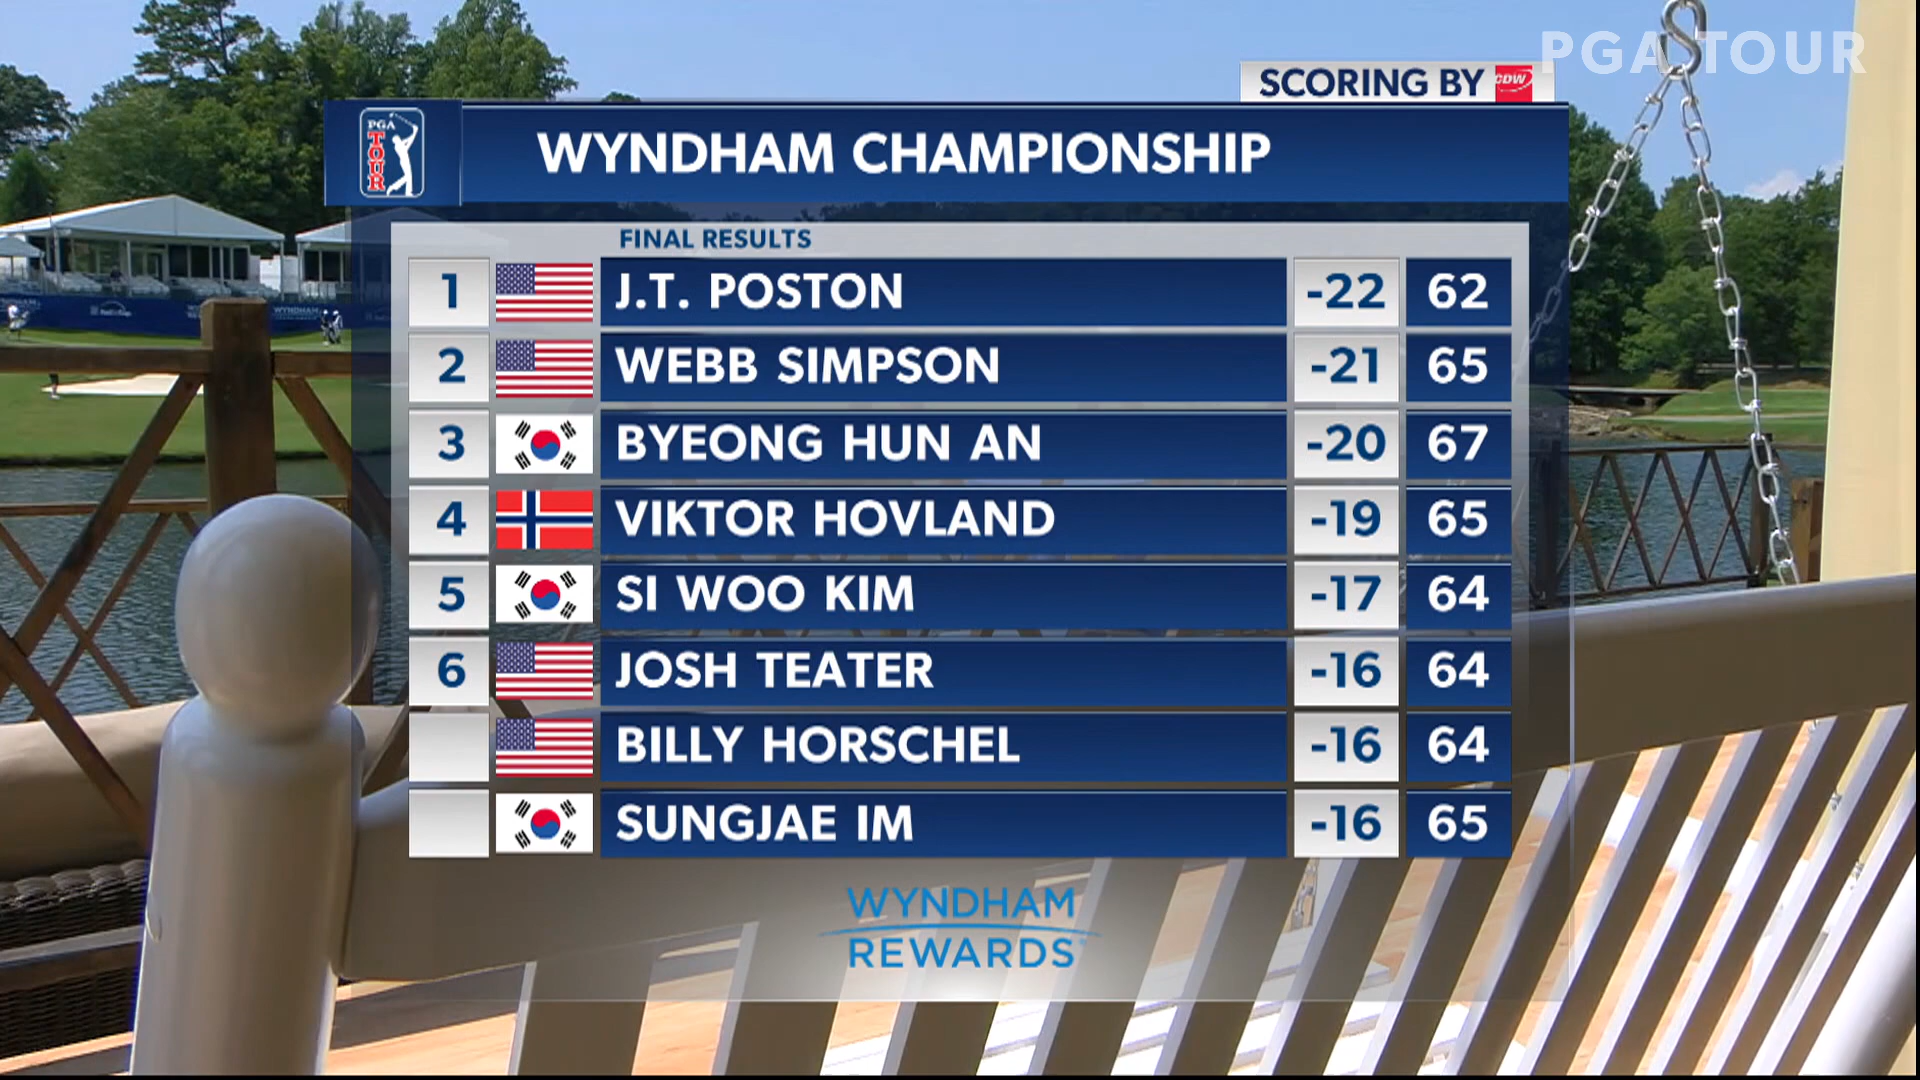 PGA TOUR
SCORING BY CDW
PGA TOUR
WYNDHAM CHAMPIONSHIP
FINAL RESULTS
1 J.T. POSTON -22 62
2 WEBB SIMPSON -21 65
3 BYEONG HUN AN -20 67
4 VIKTOR HOVLAND -19 65
5 SI WOO KIM -17 64
6 JOSH TEATER -16 64
BILLY HORSCHEL -16 64
SUNGJAE IM -16 65
WYNDHAM
REWARDS